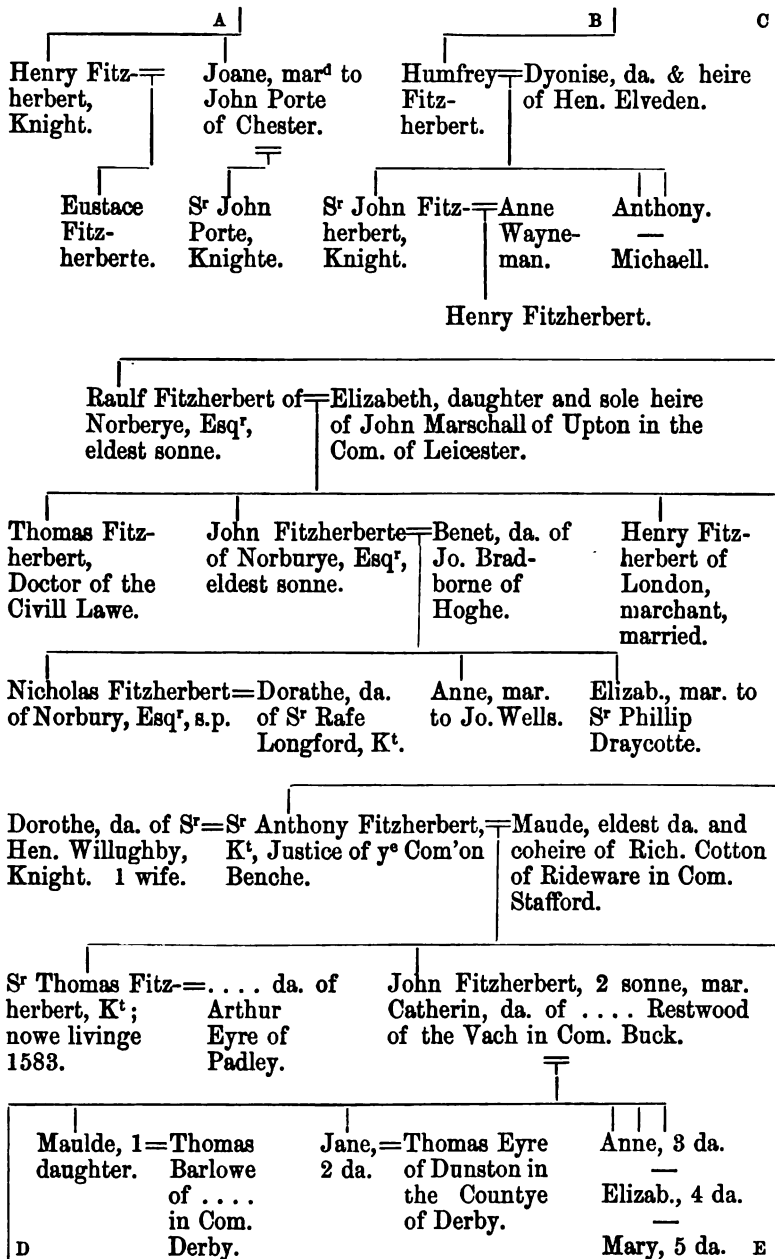 A B C
Henry Fitz-
herbert,
Knight.
Joane, marᵈ to
John Porte
of Chester.
Humfrey
Fitz-
herbert.
Dyonise, da. & heire
of Hen. Elveden.
Eustace
Fitz-
herberte.
Sʳ John
Porte,
Knighte.
Sʳ John Fitz-
herbert,
Knight.
Anne
Wayne-
man.
Anthony.
—
Michaell.
Henry Fitzherbert.
Raulf Fitzherbert of
Norberye, Esqʳ,
eldest sonne.
Elizabeth, daughter and sole heire
of John Marschall of Upton in the
Com. of Leicester.
Thomas Fitz-
herbert,
Doctor of the
Civill Lawe.
John Fitzherberte
of Norburye, Esqʳ,
eldest sonne.
Benet, da. of
Jo. Brad-
borne of
Hoghe.
Henry Fitz-
herbert of
London,
marchant,
married.
Nicholas Fitzherbert=
of Norbury, Esqʳ, s.p.
Dorathe, da.
of Sʳ Rafe
Longford, Kᵗ.
Anne, mar.
to Jo. Wells.
Elizab., mar. to
Sʳ Phillip
Draycotte.
Dorothe, da. of Sʳ=
Hen. Willughby,
Knight. 1 wife.
Sʳ Anthony Fitzherbert,
Kᵗ, Justice of yᵉ Com'on
Benche.
Maude, eldest da. and
coheire of Rich. Cotton
of Rideware in Com.
Stafford.
Sʳ Thomas Fitz-=
herbert, Kᵗ;
nowe livinge
1583.
.... da. of
Arthur
Eyre of
Padley.
John Fitzherbert, 2 sonne, mar.
Catherin, da. of .... Restwood
of the Vach in Com. Buck.
Maulde, 1=
daughter.
Thomas
Barlowe
of ....
in Com.
Derby.
Jane,=
2 da.
Thomas Eyre
of Dunston in
the Countye
of Derby.
Anne, 3 da.
—
Elizab., 4 da.
—
Mary, 5 da.
D E